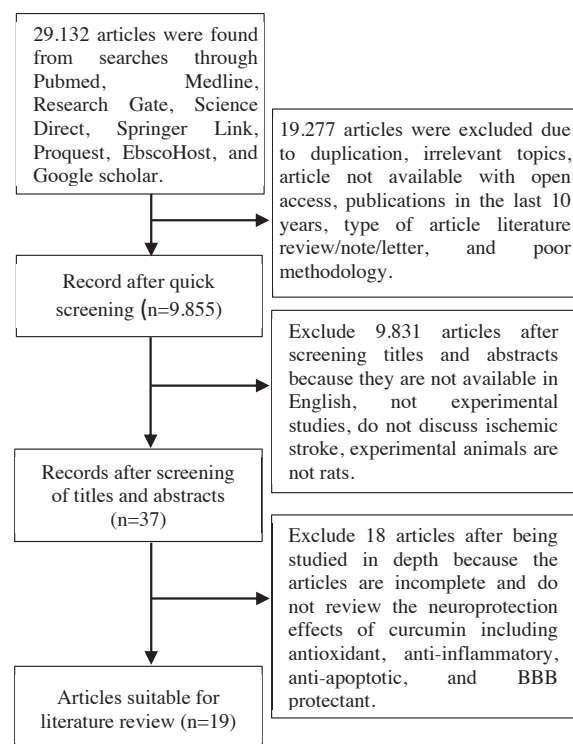 29.132 articles were found
from searches through
Pubmed, Medline,
Research Gate, Science
Direct, Springer Link,
Proquest, EbscoHost, and
Google scholar.
19.277 articles were excluded due
to duplication, irrelevant topics,
article not available with open
access, publications in the last 10
years, type of article literature
review/note/letter, and poor
methodology.
Record after quick
screening (n=9.855)
Exclude 9.831 articles after
screening titles and abstracts
because they are not available in
English, not experimental
studies, do not discuss ischemic
stroke, experimental animals are
not rats.
Records after screening
of titles and abstracts
(n=37)
Exclude 18 articles after being
studied in depth because the
articles are incomplete and do
not review the neuroprotection
effects of curcumin including
antioxidant, anti-inflammatory,
anti-apoptotic, and BBB
protectant.
Articles suitable for
literature review (n=19)